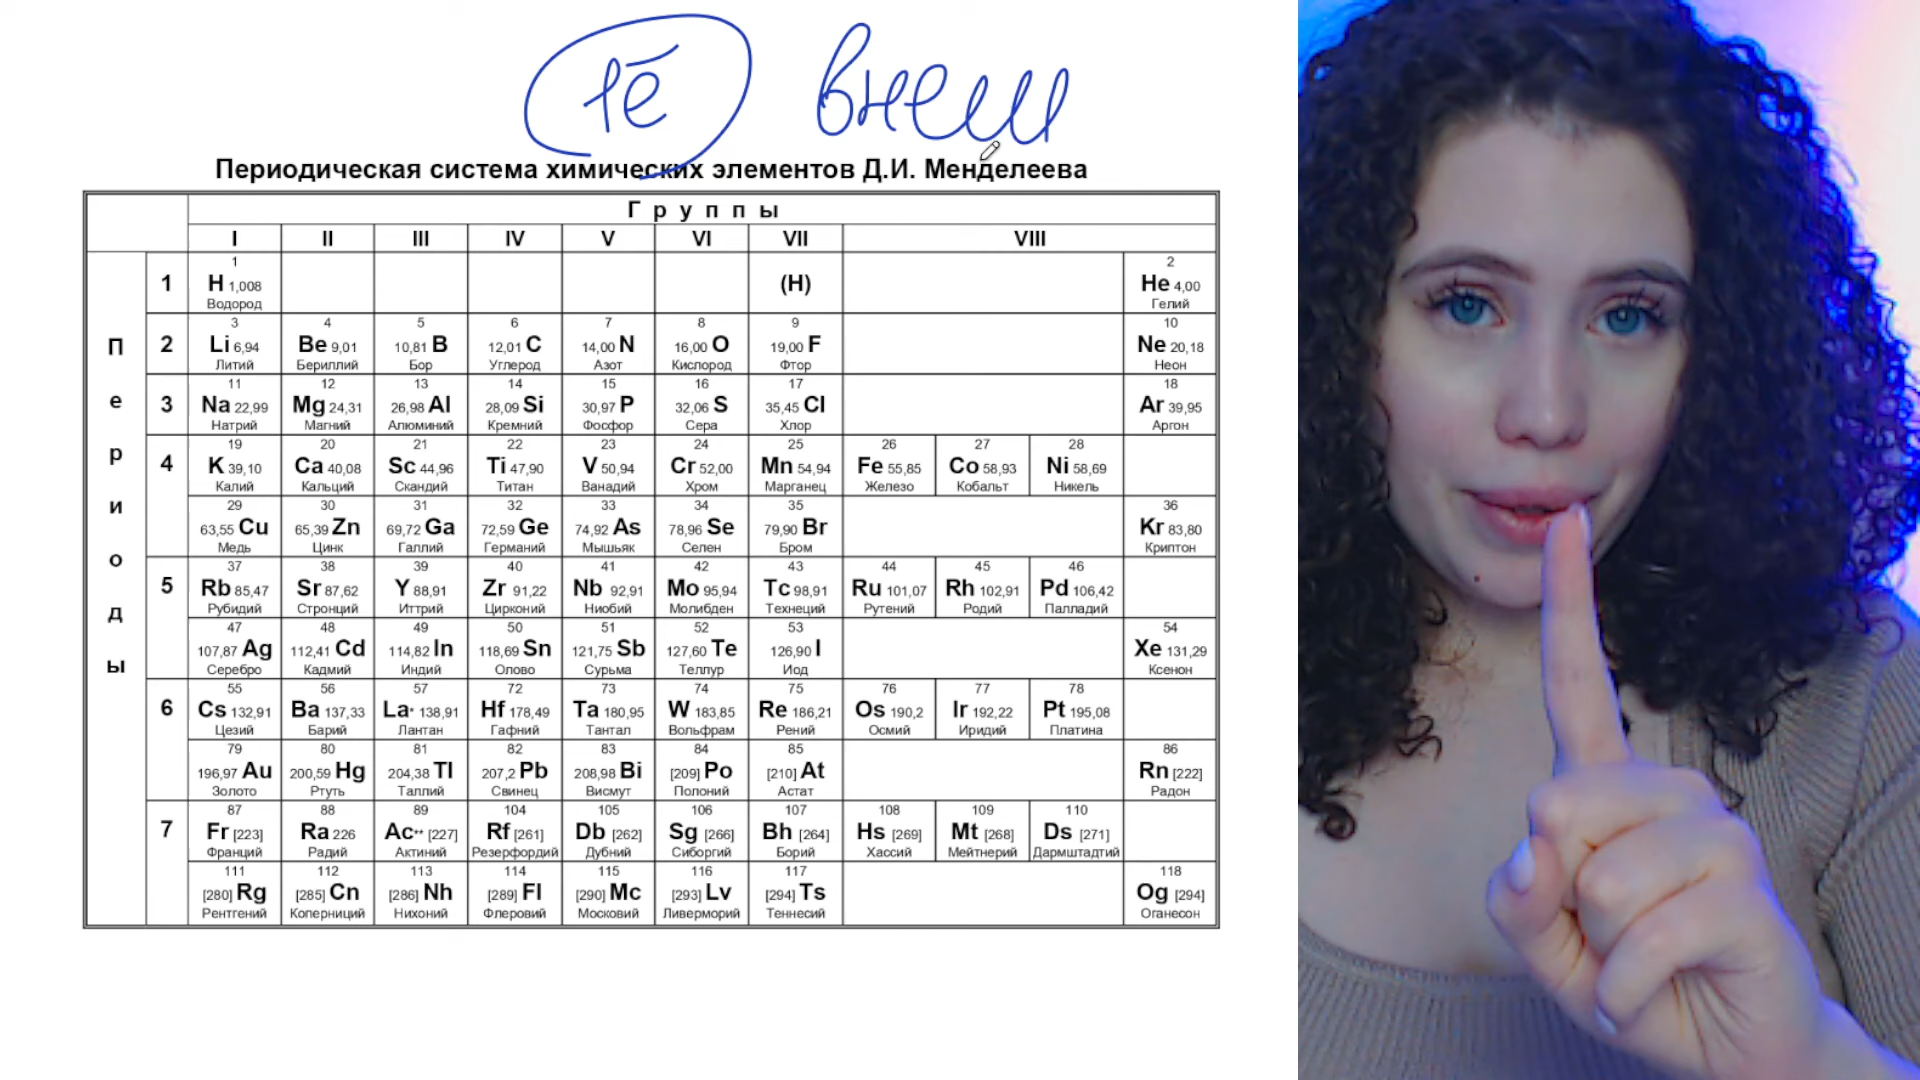 1ē внеш
Периодическая система химических элементов Д.И. Менделеева
Г р у п п ы
I II III IV V VI VII VIII
Периоды
1
1 2
H 1,008 (H) He 4,00
Водород Гелий
2
3 4 5 6 7 8 9 10
Li 6,94 Be 9,01 10,81 B 12,01 C 14,00 N 16,00 O 19,00 F Ne 20,18
Литий Бериллий Бор Углерод Азот Кислород Фтор Неон
3
11 12 13 14 15 16 17 18
Na 22,99 Mg 24,31 26,98 Al 28,09 Si 30,97 P 32,06 S 35,45 Cl Ar 39,95
Натрий Магний Алюминий Кремний Фосфор Сера Хлор Аргон
4
19 20 21 22 23 24 25 26 27 28
K 39,10 Ca 40,08 Sc 44,96 Ti 47,90 V 50,94 Cr 52,00 Mn 54,94 Fe 55,85 Co 58,93 Ni 58,69
Калий Кальций Скандий Титан Ванадий Хром Марганец Железо Кобальт Никель
29 30 31 32 33 34 35 36
63,55 Cu 65,39 Zn 69,72 Ga 72,59 Ge 74,92 As 78,96 Se 79,90 Br Kr 83,80
Медь Цинк Галлий Германий Мышьяк Селен Бром Криптон
5
37 38 39 40 41 42 43 44 45 46
Rb 85,47 Sr 87,62 Y 88,91 Zr 91,22 Nb 92,91 Mo 95,94 Tc 98,91 Ru 101,07 Rh 102,91 Pd 106,42
Рубидий Стронций Иттрий Цирконий Ниобий Молибден Технеций Рутений Родий Палладий
47 48 49 50 51 52 53 54
107,87 Ag 112,41 Cd 114,82 In 118,69 Sn 121,75 Sb 127,60 Te 126,90 I Xe 131,29
Серебро Кадмий Индий Олово Сурьма Теллур Иод Ксенон
6
55 56 57 72 73 74 75 76 77 78
Cs 132,91 Ba 137,33 La* 138,91 Hf 178,49 Ta 180,95 W 183,85 Re 186,21 Os 190,2 Ir 192,22 Pt 195,08
Цезий Барий Лантан Гафний Тантал Вольфрам Рений Осмий Иридий Платина
79 80 81 82 83 84 85 86
196,97 Au 200,59 Hg 204,38 Tl 207,2 Pb 208,98 Bi [209] Po [210] At Rn [222]
Золото Ртуть Таллий Свинец Висмут Полоний Астат Радон
7
87 88 89 104 105 106 107 108 109 110
Fr [223] Ra 226 Ac** [227] Rf [261] Db [262] Sg [266] Bh [264] Hs [269] Mt [268] Ds [271]
Франций Радий Актиний Резерфордий Дубний Сиборгий Борий Хассий Мейтнерий Дармштадтий
111 112 113 114 115 116 117 118
[280] Rg [285] Cn [286] Nh [289] Fl [290] Mc [293] Lv [294] Ts Og [294]
Рентгений Коперниций Нихоний Флеровий Московий Ливерморий Теннесий Оганесон